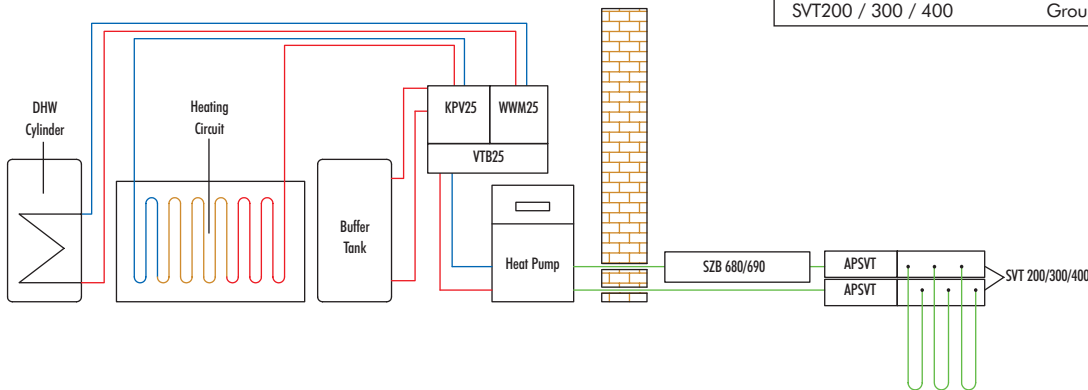 SVT200 / 300 / 400 Grou
DHW
Cylinder
Heating
Circuit
KPV25
WWM25
VTB25
Buffer
Tank
Heat Pump
SZB 680/690
APSVT
APSVT
SVT 200/300/400